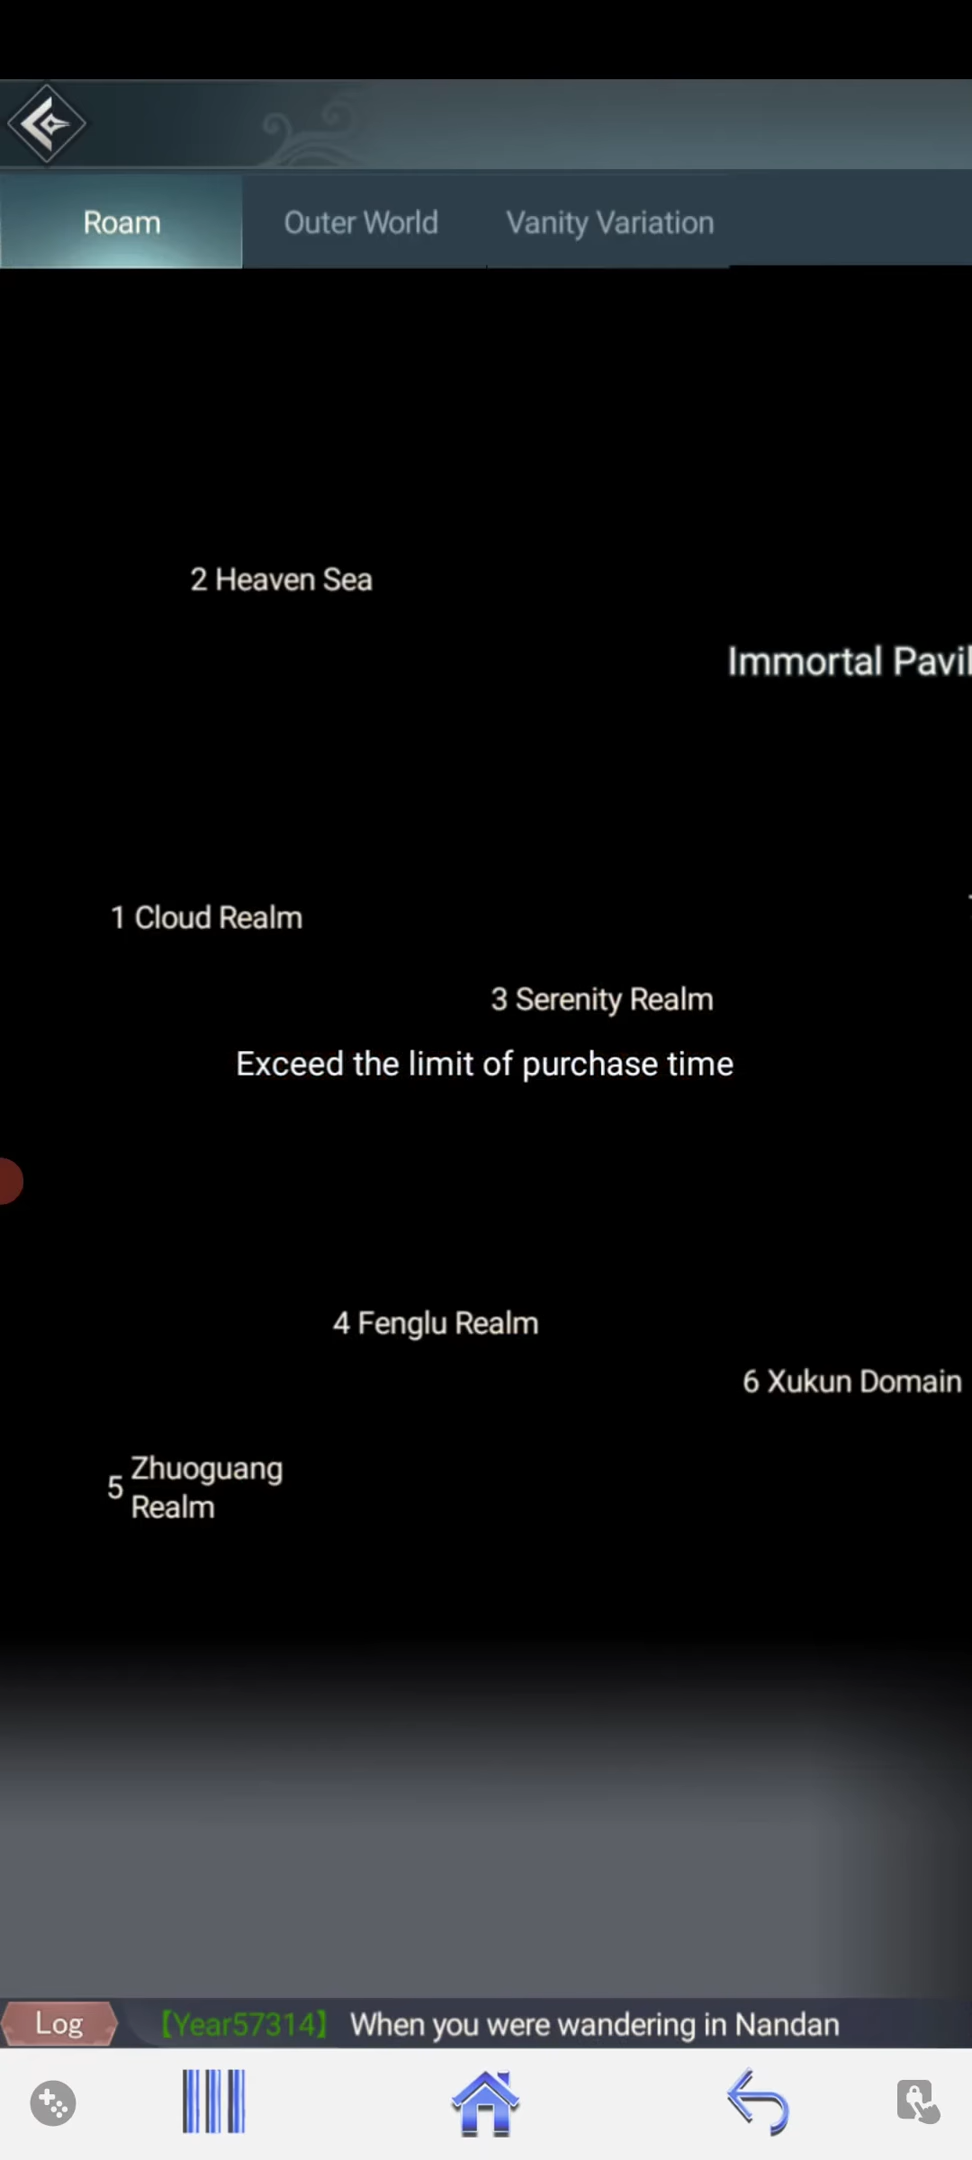 Roam
Outer World
Vanity Variation
2 Heaven Sea
Immortal Pavil
1 Cloud Realm
3 Serenity Realm
Exceed the limit of purchase time
4 Fenglu Realm
6 Xukun Domain
5 Zhuoguang
Realm
Log
【Year57314】 When you were wandering in Nandan